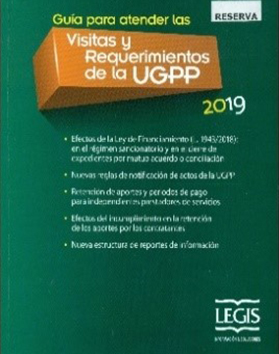 Guía para atender las
RESERVA
Visitas y
Requerimientos
de la UGPP
2019
• Efectos de la Ley de Financiamiento (L. 1943/2018):
en el régimen sancionatorio y en el cierre de
expedientes por mutuo acuerdo o conciliación
• Nuevas reglas de notificación de actos de la UGPP
• Retención de aportes y periodos de pago
para independientes prestadores de servicios
• Efectos del incumplimiento en la retención
de los aportes por los contratantes
• Nueva estructura de reportes de información
LEGIS